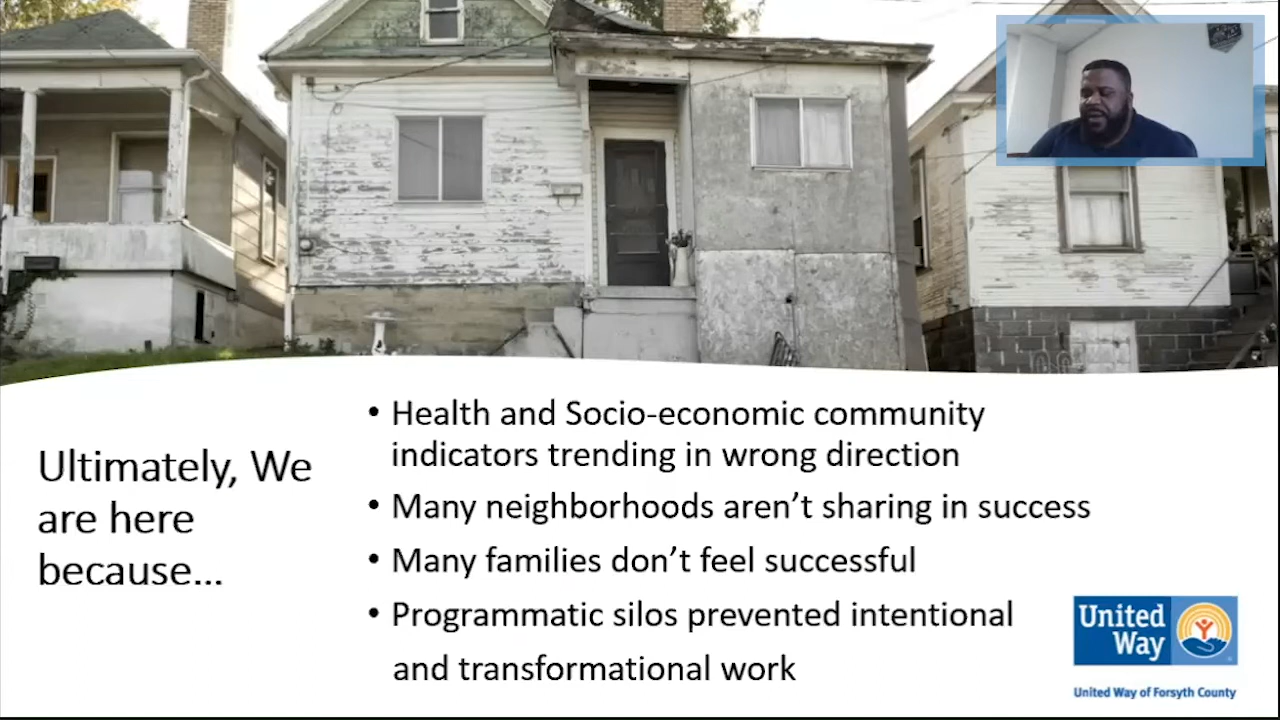 Ultimately, We
are here
because...
• Health and Socio-economic community
indicators trending in wrong direction
• Many neighborhoods aren’t sharing in success
• Many families don’t feel successful
• Programmatic silos prevented intentional
and transformational work
United
Way
United Way of Forsyth County